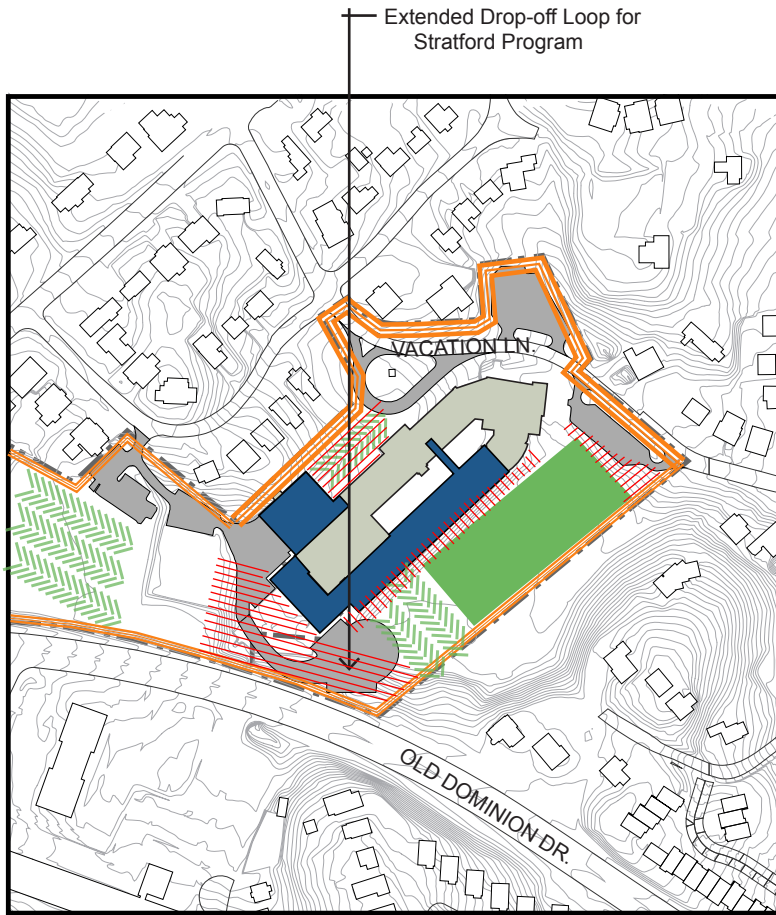 Extended Drop-off Loop for
Stratford Program
VACATION LN.
OLD DOMINION DR.